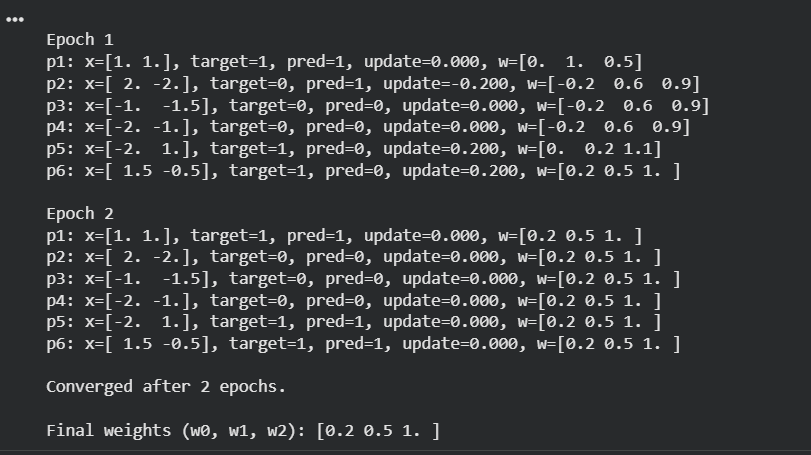 Epoch 1
p1: x=[1. 1.], target=1, pred=1, update=0.000, w=[0.  1.  0.5]
p2: x=[ 2. -2.], target=0, pred=1, update=-0.200, w=[-0.2  0.6  0.9]
p3: x=[-1.  -1.5], target=0, pred=0, update=0.000, w=[-0.2  0.6  0.9]
p4: x=[-2. -1.], target=0, pred=0, update=0.000, w=[-0.2  0.6  0.9]
p5: x=[-2.  1.], target=1, pred=0, update=0.200, w=[0.  0.2 1.1]
p6: x=[ 1.5 -0.5], target=1, pred=0, update=0.200, w=[0.2 0.5 1. ]
Epoch 2
p1: x=[1. 1.], target=1, pred=1, update=0.000, w=[0.2 0.5 1. ]
p2: x=[ 2. -2.], target=0, pred=0, update=0.000, w=[0.2 0.5 1. ]
p3: x=[-1.  -1.5], target=0, pred=0, update=0.000, w=[0.2 0.5 1. ]
p4: x=[-2. -1.], target=0, pred=0, update=0.000, w=[0.2 0.5 1. ]
p5: x=[-2.  1.], target=1, pred=1, update=0.000, w=[0.2 0.5 1. ]
p6: x=[ 1.5 -0.5], target=1, pred=1, update=0.000, w=[0.2 0.5 1. ]
Converged after 2 epochs.
Final weights (w0, w1, w2): [0.2 0.5 1. ]